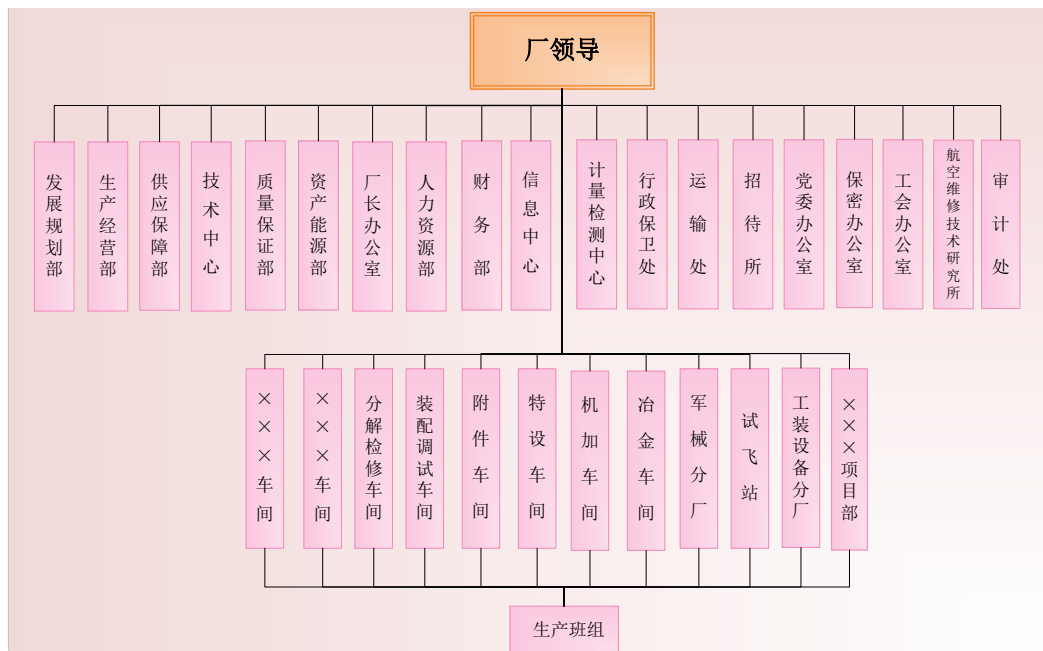 厂领导
发展规划部
生产经营部
供应保障部
技术中心
质量保证部
资产能源部
厂长办公室
人力资源部
财务部
信息中心
计量检测中心
行政保卫处
运输处
招待所
党委办公室
保密办公室
工会办公室
航空维修技术研究所
审计处
×××车间
×××车间
分解检修车间
装配调试车间
附件车间
特设车间
机加车间
冶金车间
军械分厂
试飞站
工装设备分厂
×××项目部
生产班组